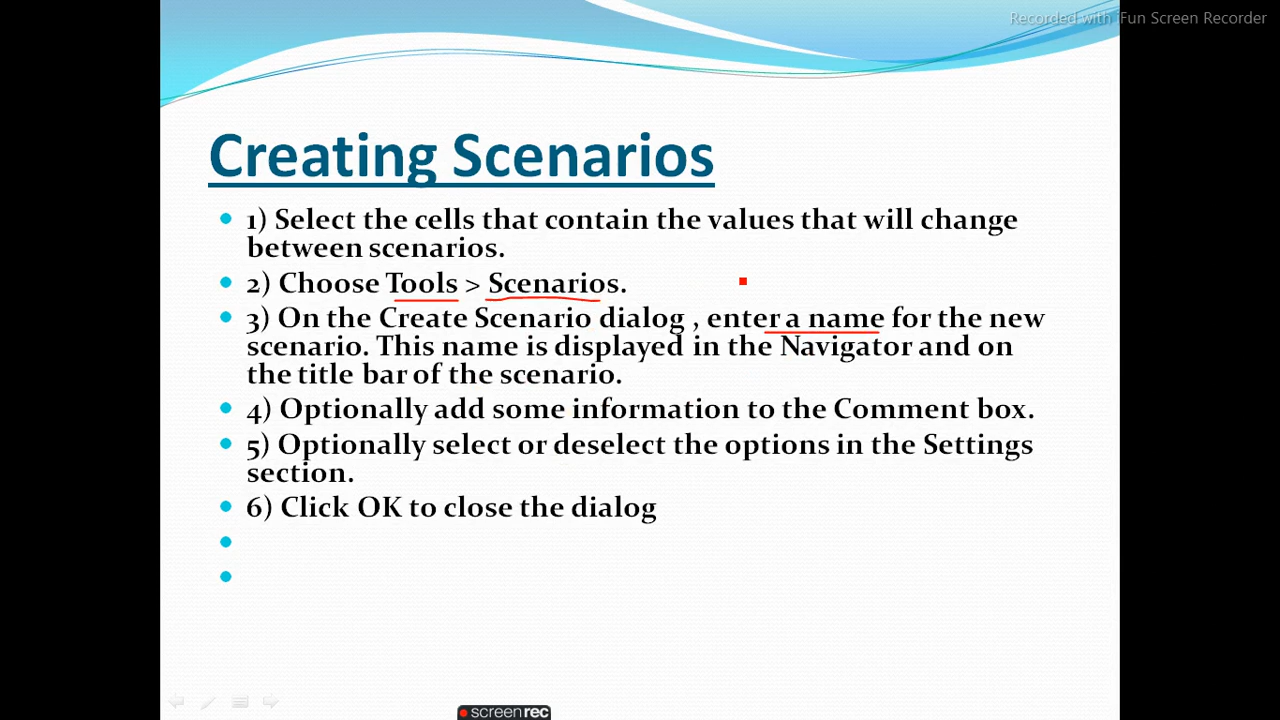 Recorded with iFun Screen Recorder
Creating Scenarios
1) Select the cells that contain the values that will change
between scenarios.
2) Choose Tools > Scenarios.
3) On the Create Scenario dialog , enter a name for the new
scenario. This name is displayed in the Navigator and on
the title bar of the scenario.
4) Optionally add some information to the Comment box.
5) Optionally select or deselect the options in the Settings
section.
6) Click OK to close the dialog
screenrec